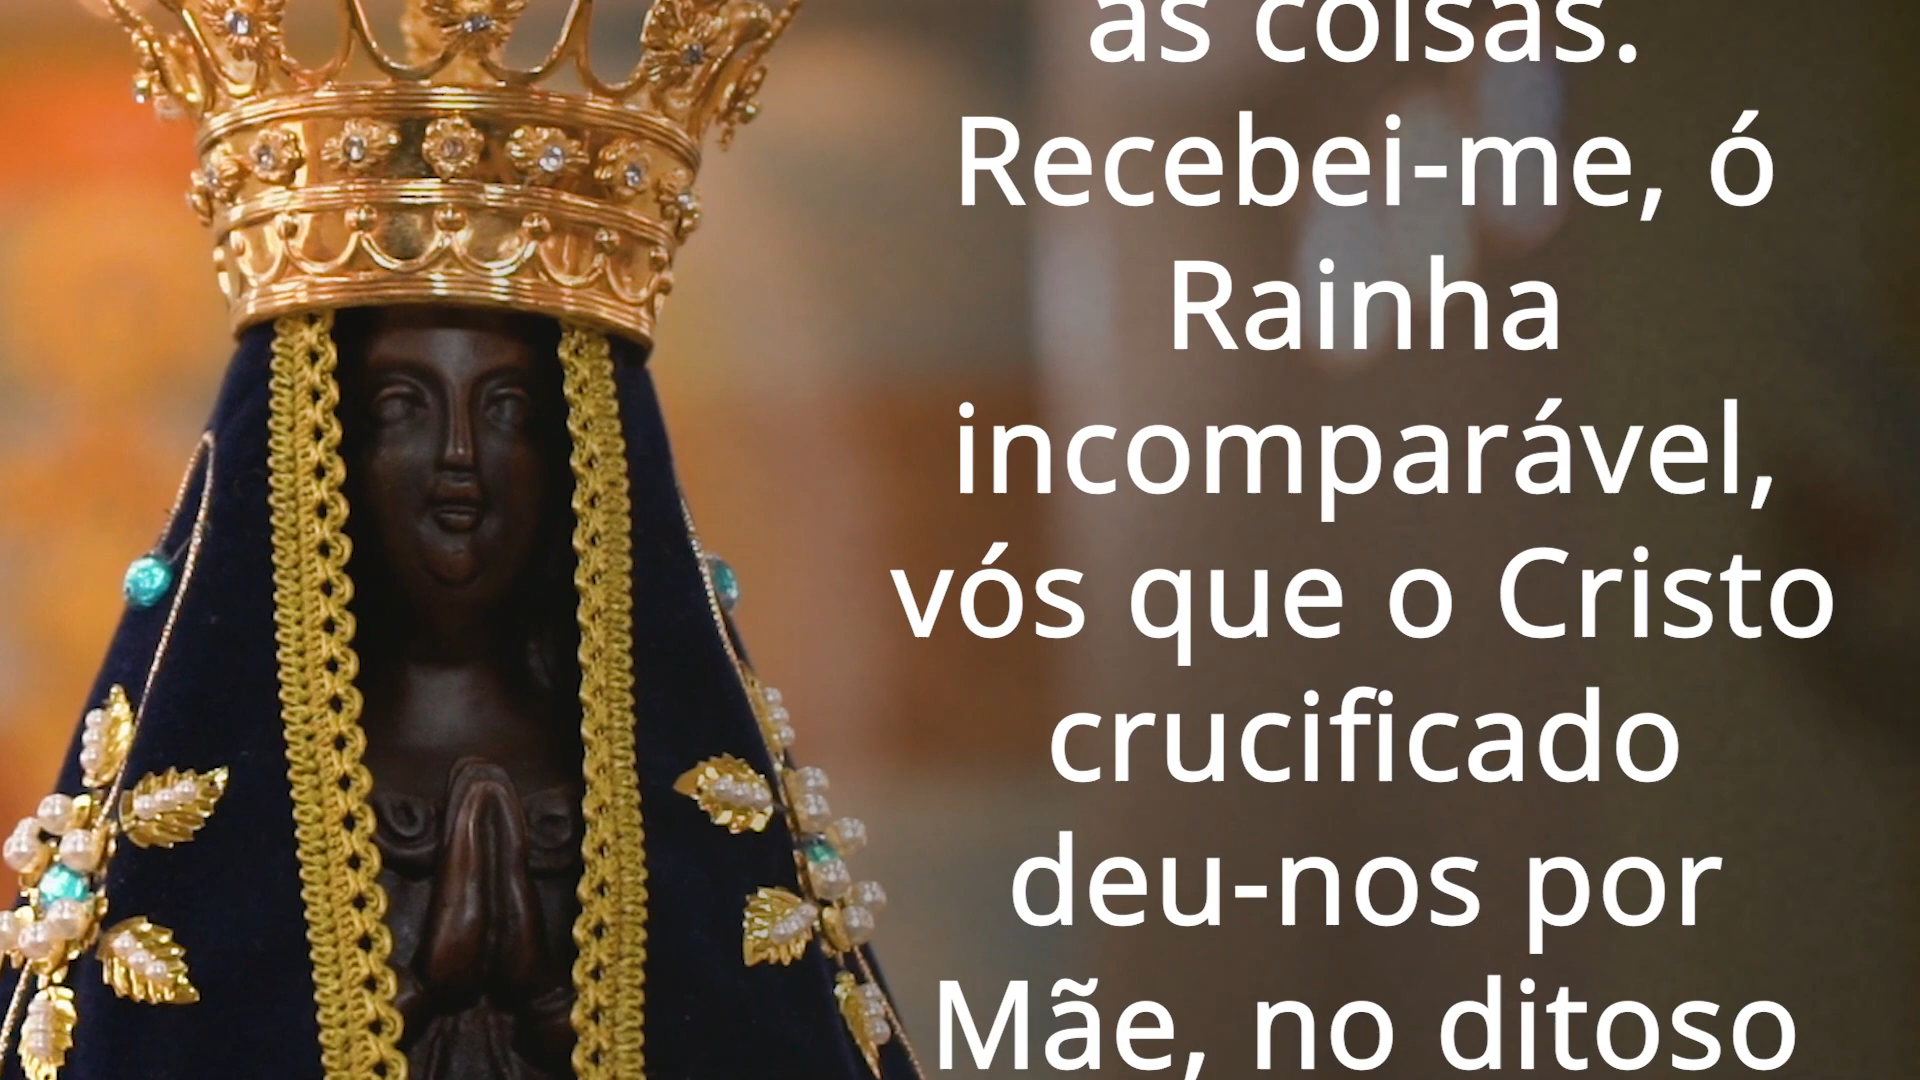 as coisas.
Recebei-me, ó
Rainha
incomparável,
vós que o Cristo
crucificado
deu-nos por
Mãe, no ditoso